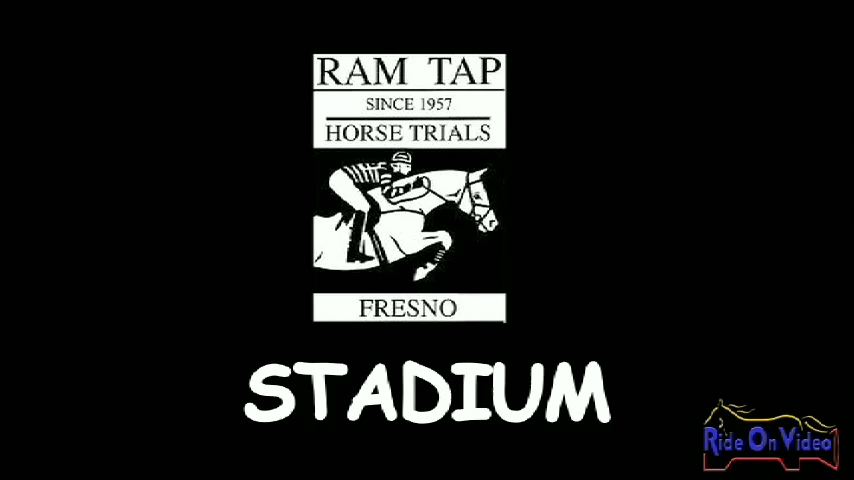 RAM TAP
SINCE 1957
HORSE TRIALS
FRESNO
STADIUM
Ride On Video